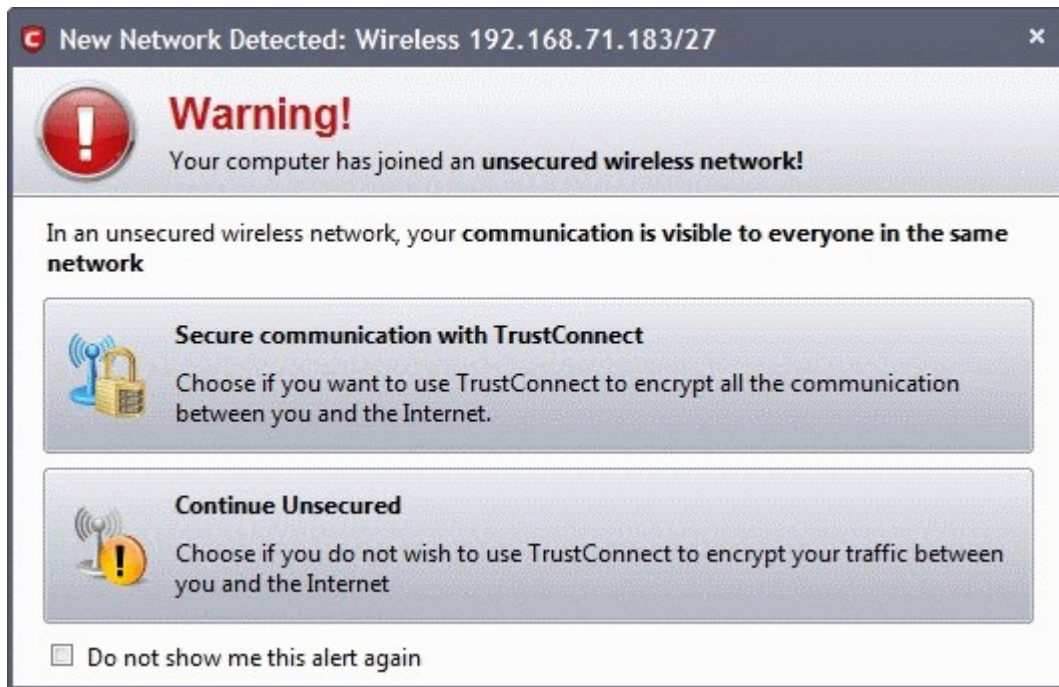 New Network Detected: Wireless 192.168.71.183/27
Warning!
Your computer has joined an unsecured wireless network!
In an unsecured wireless network, your communication is visible to everyone in the same
network
Secure communication with TrustConnect
Choose if you want to use TrustConnect to encrypt all the communication
between you and the Internet.
Continue Unsecured
Choose if you do not wish to use TrustConnect to encrypt your traffic between
you and the Internet
Do not show me this alert again